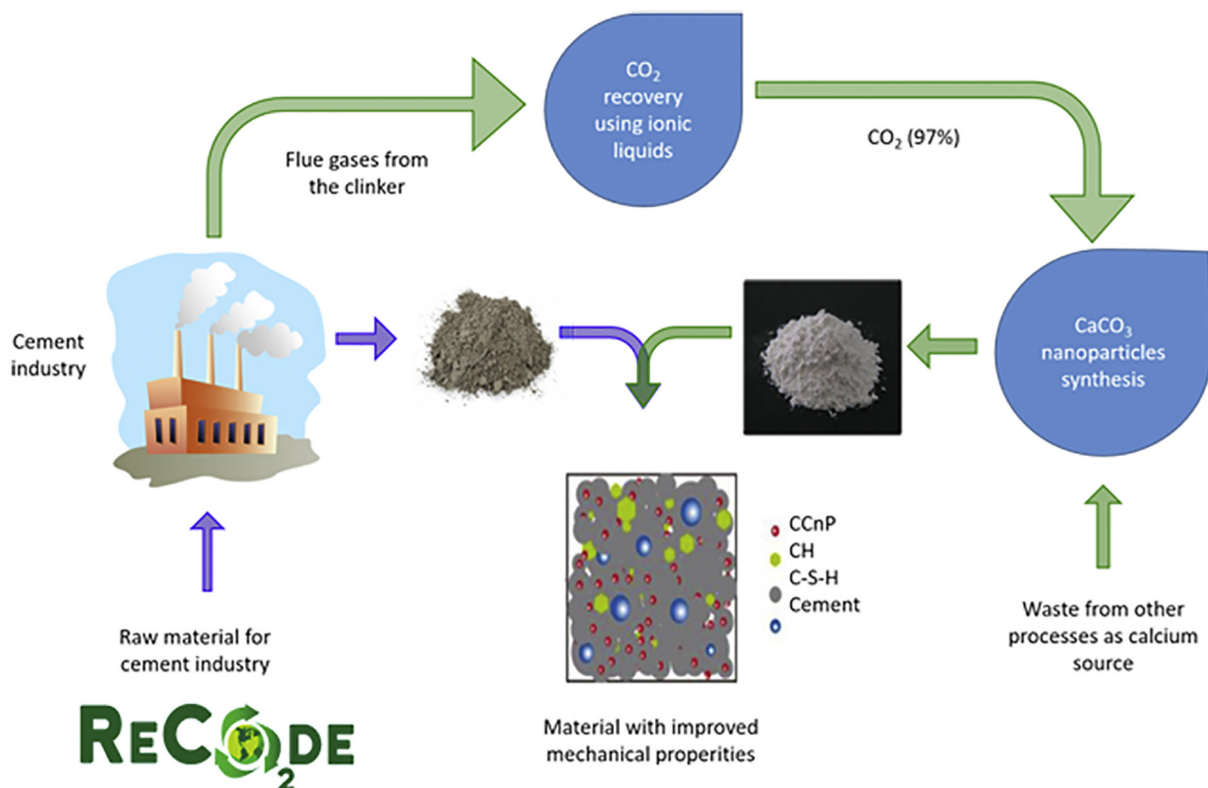 CO₂
recovery
using ionic
liquids
Flue gases from
the clinker
CO₂ (97%)
Cement
industry
CaCO₃
nanoparticles
synthesis
CCnP
CH
C-S-H
Cement
Raw material for
cement industry
Waste from other
processes as calcium
source
Material with improved
mechanical properities
RECO₂DE